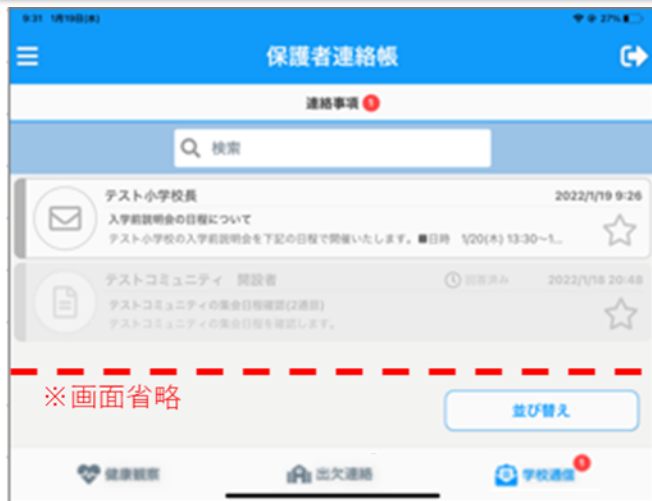 9:31 1月19日(水)
27%
保護者連絡帳
連絡事項 1
検索
テスト小学校長 2022/1/19 9:26
入学前説明会の日程について
テスト小学校の入学前説明会を下記の日程で開催いたします。■日時 1/20(木) 13:30～1...
テストコミュニティ 開設者 回答済み 2022/1/18 20:48
テストコミュニティの集会日程確認(2週目)
テストコミュニティの集会日程を確認します。
※画面省略
並び替え
健康観察 出欠連絡 学校通信 1